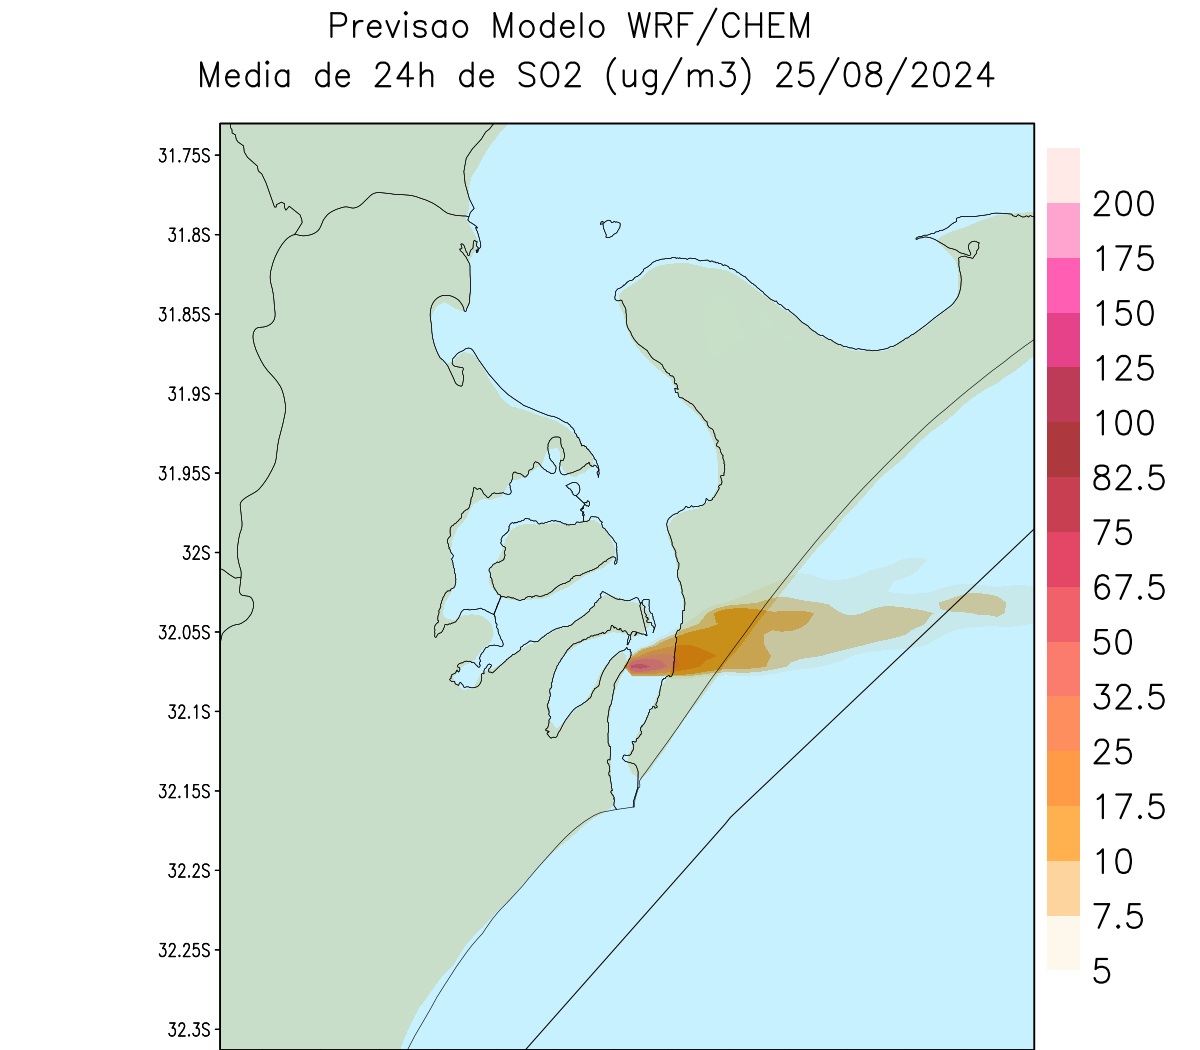 Previsao Modelo WRF/CHEM
Media de 24h de SO2 (ug/m3) 25/08/2024
31.75S
31.8S
31.85S
31.9S
31.95S
32S
32.05S
32.1S
32.15S
32.2S
32.25S
32.3S
200
175
150
125
100
82.5
75
67.5
50
32.5
25
17.5
10
7.5
5